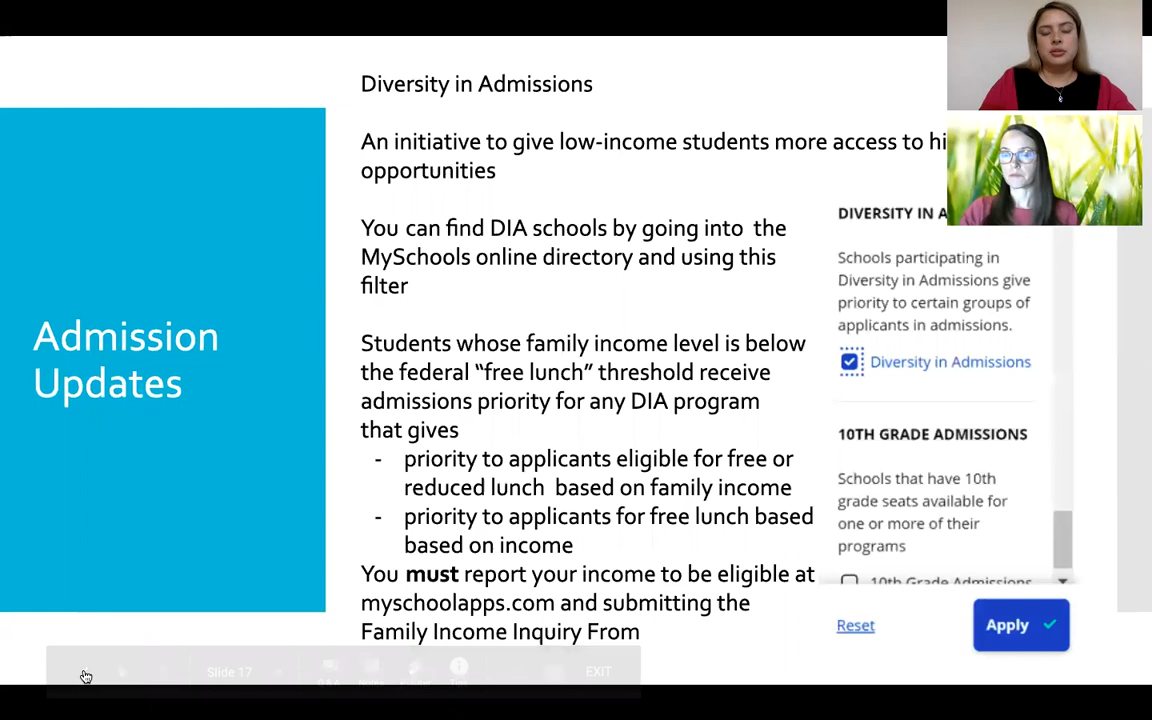 Diversity in Admissions
An initiative to give low-income students more access to hi
opportunities
You can find DIA schools by going into the
MySchools online directory and using this
filter
Students whose family income level is below
the federal “free lunch” threshold receive
admissions priority for any DIA program
that gives
- priority to applicants eligible for free or
reduced lunch based on family income
- priority to applicants for free lunch based
based on income
You must report your income to be eligible at
myschoolapps.com and submitting the
Family Income Inquiry From
Admission
Updates
DIVERSITY IN A
Schools participating in
Diversity in Admissions give
priority to certain groups of
applicants in admissions.
Diversity in Admissions
10TH GRADE ADMISSIONS
Schools that have 10th
grade seats available for
one or more of their
programs
10th Grade Admissions
Reset
Apply
Slide 17
EXIT